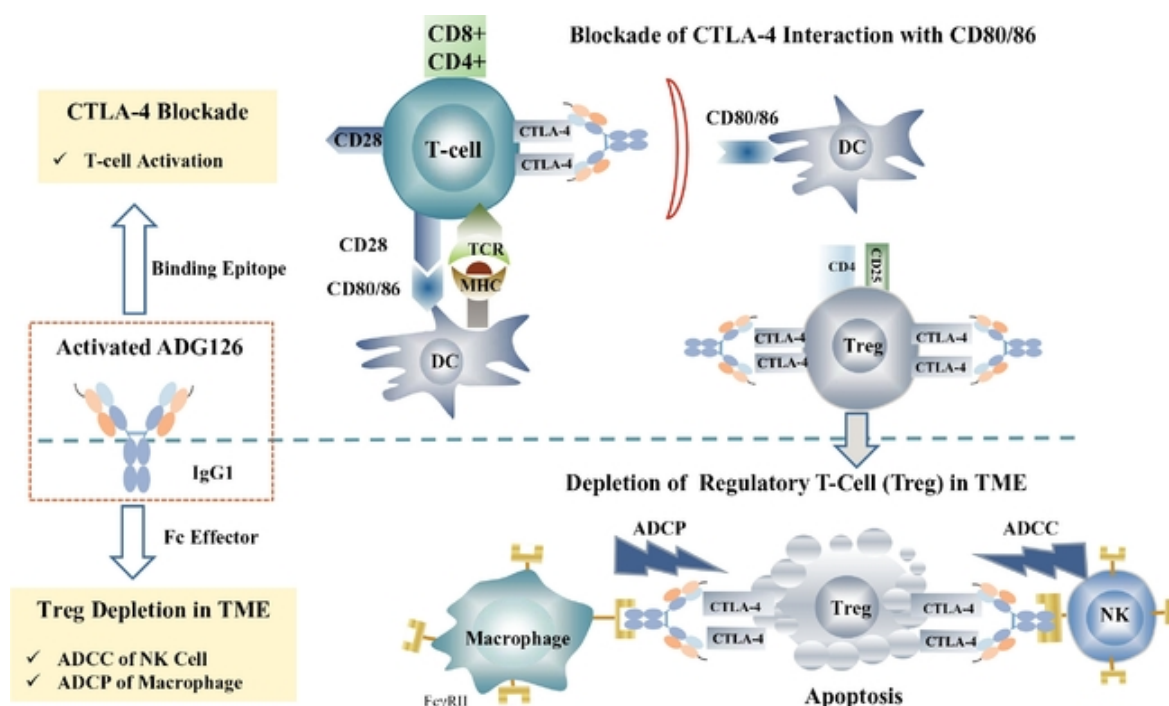 CD8+
CD4+
Blockade of CTLA-4 Interaction with CD80/86
CTLA-4 Blockade
✓ T-cell Activation
CD28
T-cell
CTLA-4
CTLA-4
CD80/86
DC
Binding Epitope
CD28
TCR
CD80/86
MHC
DC
CD4
CD25
CTLA-4
CTLA-4
Treg
CTLA-4
CTLA-4
Activated ADG126
IgG1
Depletion of Regulatory T-Cell (Treg) in TME
Fc Effector
ADCP
ADCC
Treg Depletion in TME
✓ ADCC of NK Cell
✓ ADCP of Macrophage
Macrophage
CTLA-4
CTLA-4
Treg
CTLA-4
CTLA-4
NK
FcγRII
Apoptosis